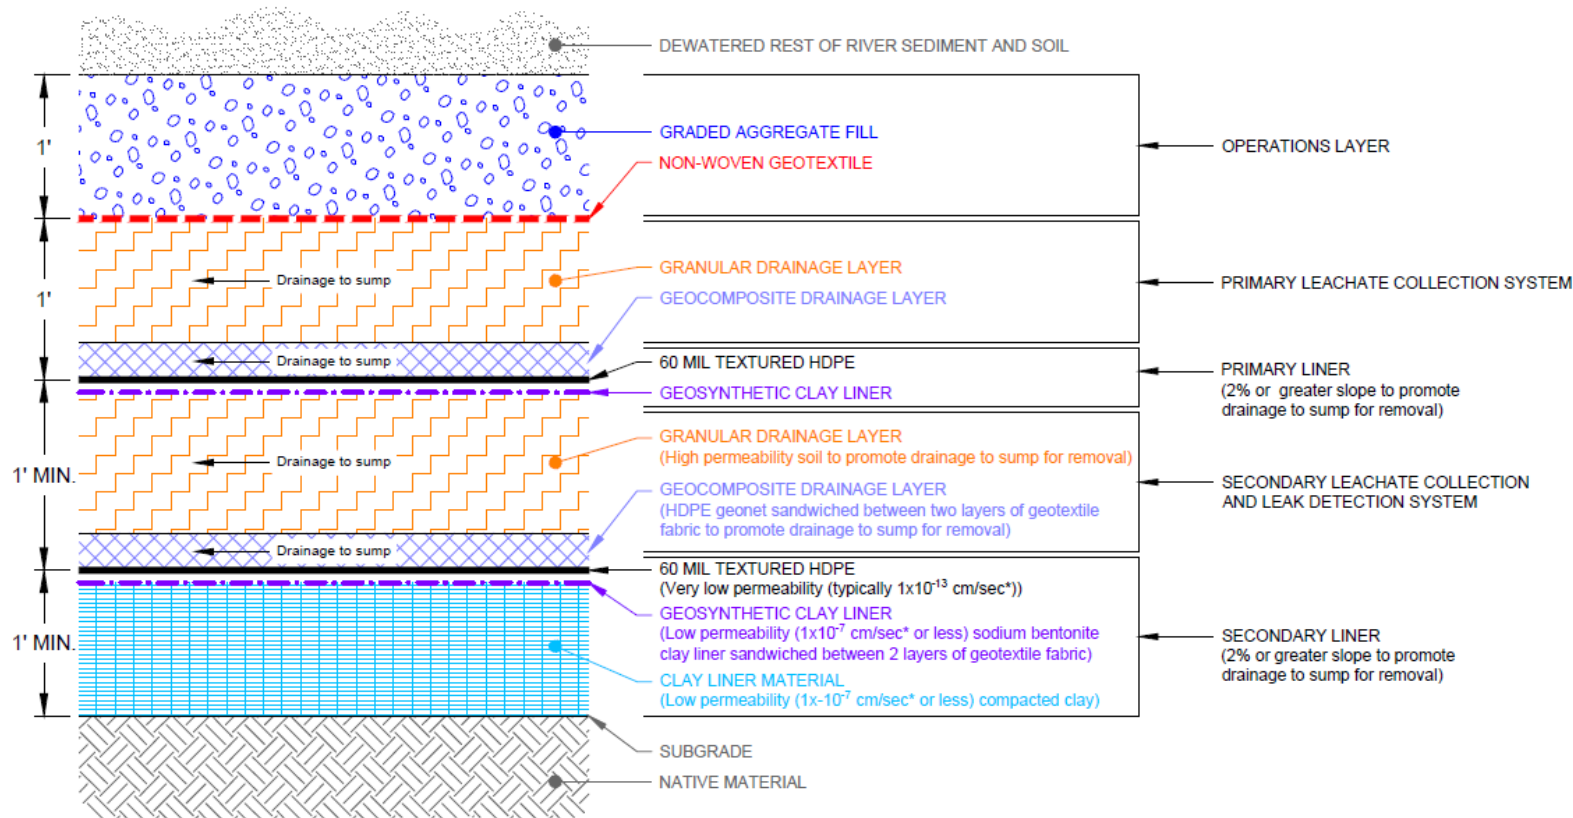 DEWATERED REST OF RIVER SEDIMENT AND SOIL
1'
GRADED AGGREGATE FILL
NON-WOVEN GEOTEXTILE
OPERATIONS LAYER
1'
Drainage to sump
Drainage to sump
GRANULAR DRAINAGE LAYER
GEOCOMPOSITE DRAINAGE LAYER
PRIMARY LEACHATE COLLECTION SYSTEM
60 MIL TEXTURED HDPE
GEOSYNTHETIC CLAY LINER
PRIMARY LINER
(2% or greater slope to promote
drainage to sump for removal)
1' MIN.
Drainage to sump
Drainage to sump
GRANULAR DRAINAGE LAYER
(High permeability soil to promote drainage to sump for removal)
GEOCOMPOSITE DRAINAGE LAYER
(HDPE geonet sandwiched between two layers of geotextile
fabric to promote drainage to sump for removal)
SECONDARY LEACHATE COLLECTION
AND LEAK DETECTION SYSTEM
1' MIN.
60 MIL TEXTURED HDPE
(Very low permeability (typically 1x10⁻¹³ cm/sec*))
GEOSYNTHETIC CLAY LINER
(Low permeability (1x10⁻⁷ cm/sec* or less) sodium bentonite
clay liner sandwiched between 2 layers of geotextile fabric)
CLAY LINER MATERIAL
(Low permeability (1x-10⁻⁷ cm/sec* or less) compacted clay)
SECONDARY LINER
(2% or greater slope to promote
drainage to sump for removal)
SUBGRADE
NATIVE MATERIAL